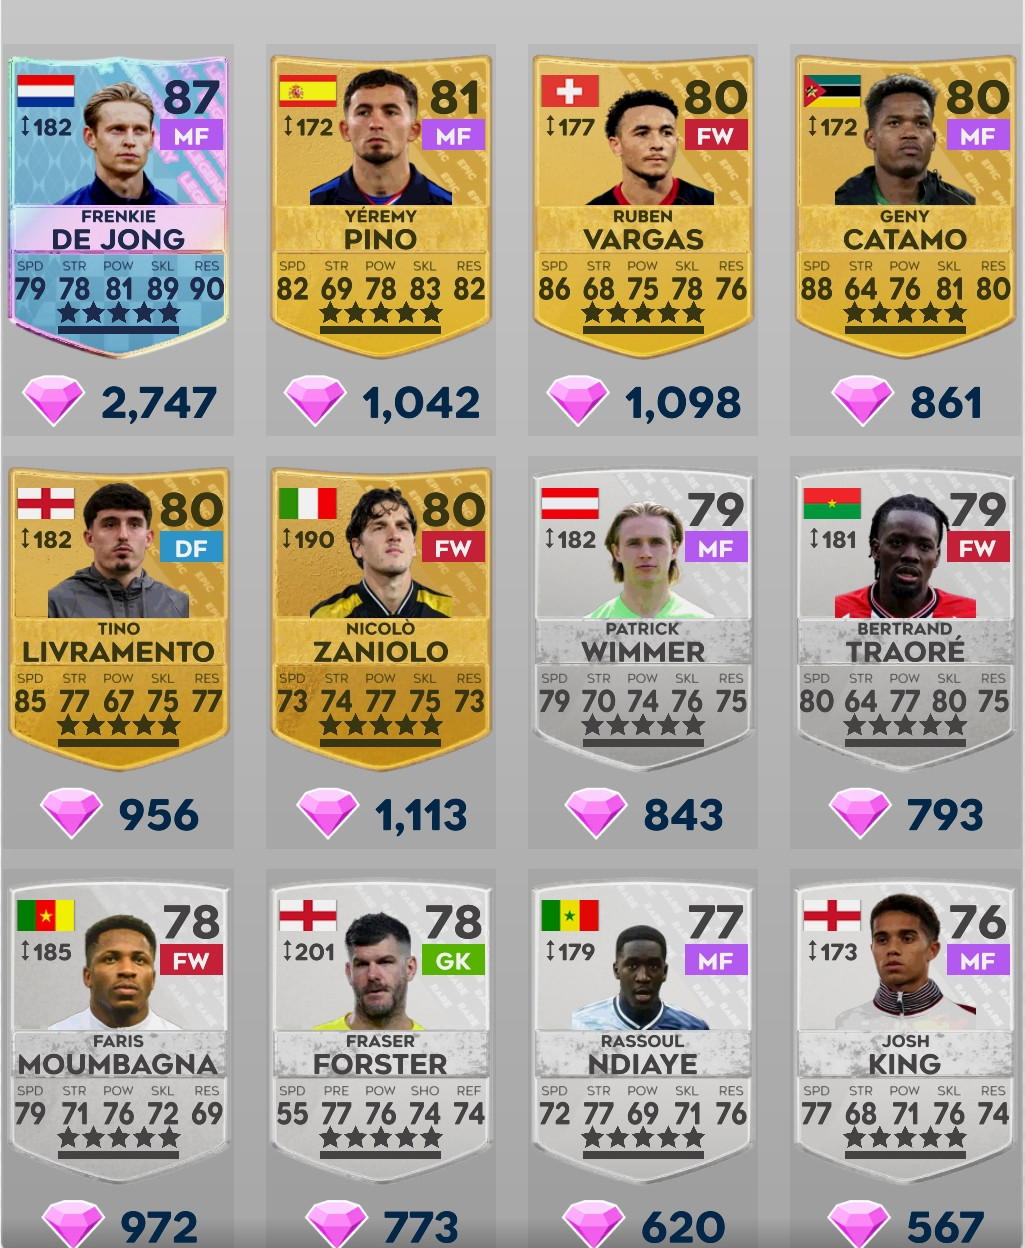 87
182
MF
FRENKIE
DE JONG
SPD STR POW SKL RES
79 78 81 89 90
2,747
81
172
MF
YÉREMY
PINO
SPD STR POW SKL RES
82 69 78 83 82
1,042
80
177
FW
RUBEN
VARGAS
SPD STR POW SKL RES
86 68 75 78 76
1,098
80
172
MF
GENY
CATAMO
SPD STR POW SKL RES
88 64 76 81 80
861
80
182
DF
TINO
LIVRAMENTO
SPD STR POW SKL RES
85 77 67 75 77
956
80
190
FW
NICOLÒ
ZANIOLO
SPD STR POW SKL RES
73 74 77 75 73
1,113
79
182
MF
PATRICK
WIMMER
SPD STR POW SKL RES
79 70 74 76 75
843
79
181
FW
BERTRAND
TRAORÉ
SPD STR POW SKL RES
80 64 77 80 75
793
78
185
FW
FARIS
MOUMBAGNA
SPD STR POW SKL RES
79 71 76 72 69
972
78
201
GK
FRASER
FORSTER
SPD PRE POW SHO REF
55 77 76 74 74
773
77
179
MF
RASSOUL
NDIAYE
SPD STR POW SKL RES
72 77 69 71 76
620
76
173
MF
JOSH
KING
SPD STR POW SKL RES
77 68 71 76 74
567